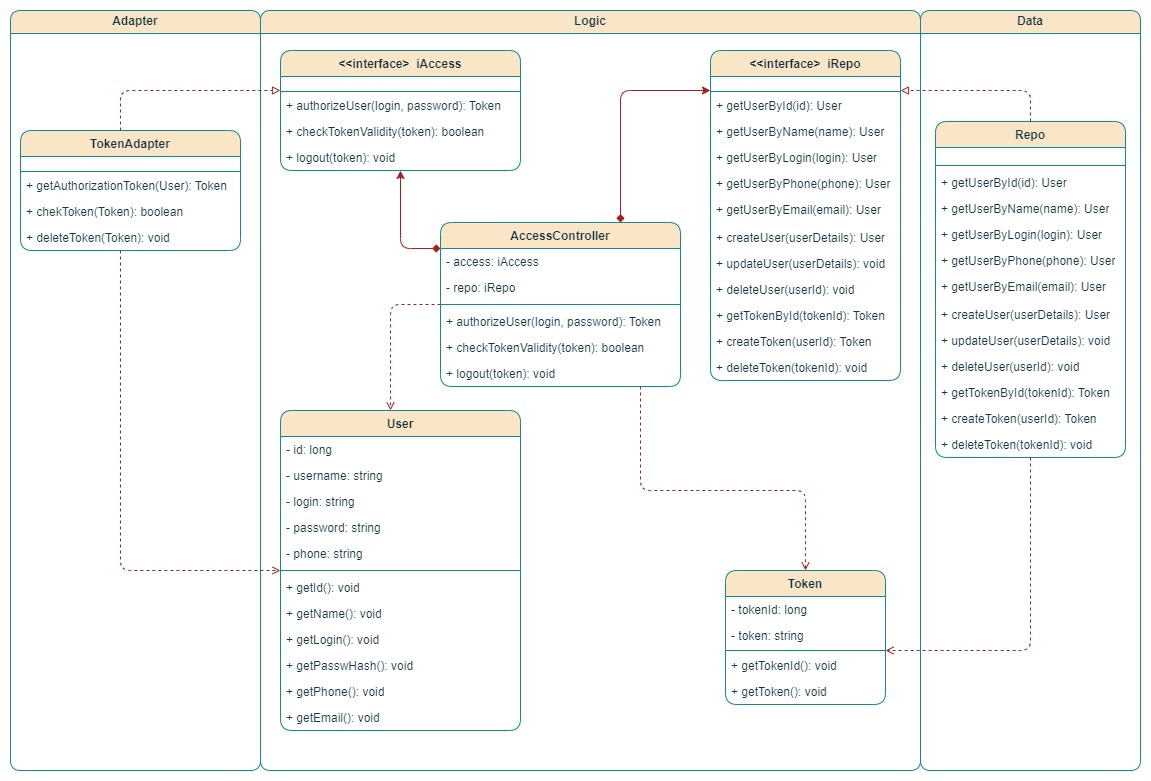 Adapter
Logic
Data
<<interface>> iAccess
+ authorizeUser(login, password): Token
+ checkTokenValidity(token): boolean
+ logout(token): void
<<interface>> iRepo
+ getUserById(id): User
+ getUserByName(name): User
+ getUserByLogin(login): User
+ getUserByPhone(phone): User
+ getUserByEmail(email): User
+ createUser(userDetails): User
+ updateUser(userDetails): void
+ deleteUser(userId): void
+ getTokenById(tokenId): Token
+ createToken(userId): Token
+ deleteToken(tokenId): void
TokenAdapter
+ getAuthorizationToken(User): Token
+ chekToken(Token): boolean
+ deleteToken(Token): void
Repo
+ getUserById(id): User
+ getUserByName(name): User
+ getUserByLogin(login): User
+ getUserByPhone(phone): User
+ getUserByEmail(email): User
+ createUser(userDetails): User
+ updateUser(userDetails): void
+ deleteUser(userId): void
+ getTokenById(tokenId): Token
+ createToken(userId): Token
+ deleteToken(tokenId): void
AccessController
- access: iAccess
- repo: iRepo
+ authorizeUser(login, password): Token
+ checkTokenValidity(token): boolean
+ logout(token): void
User
- id: long
- username: string
- login: string
- password: string
- phone: string
+ getId(): void
+ getName(): void
+ getLogin(): void
+ getPasswHash(): void
+ getPhone(): void
+ getEmail(): void
Token
- tokenId: long
- token: string
+ getTokenId(): void
+ getToken(): void